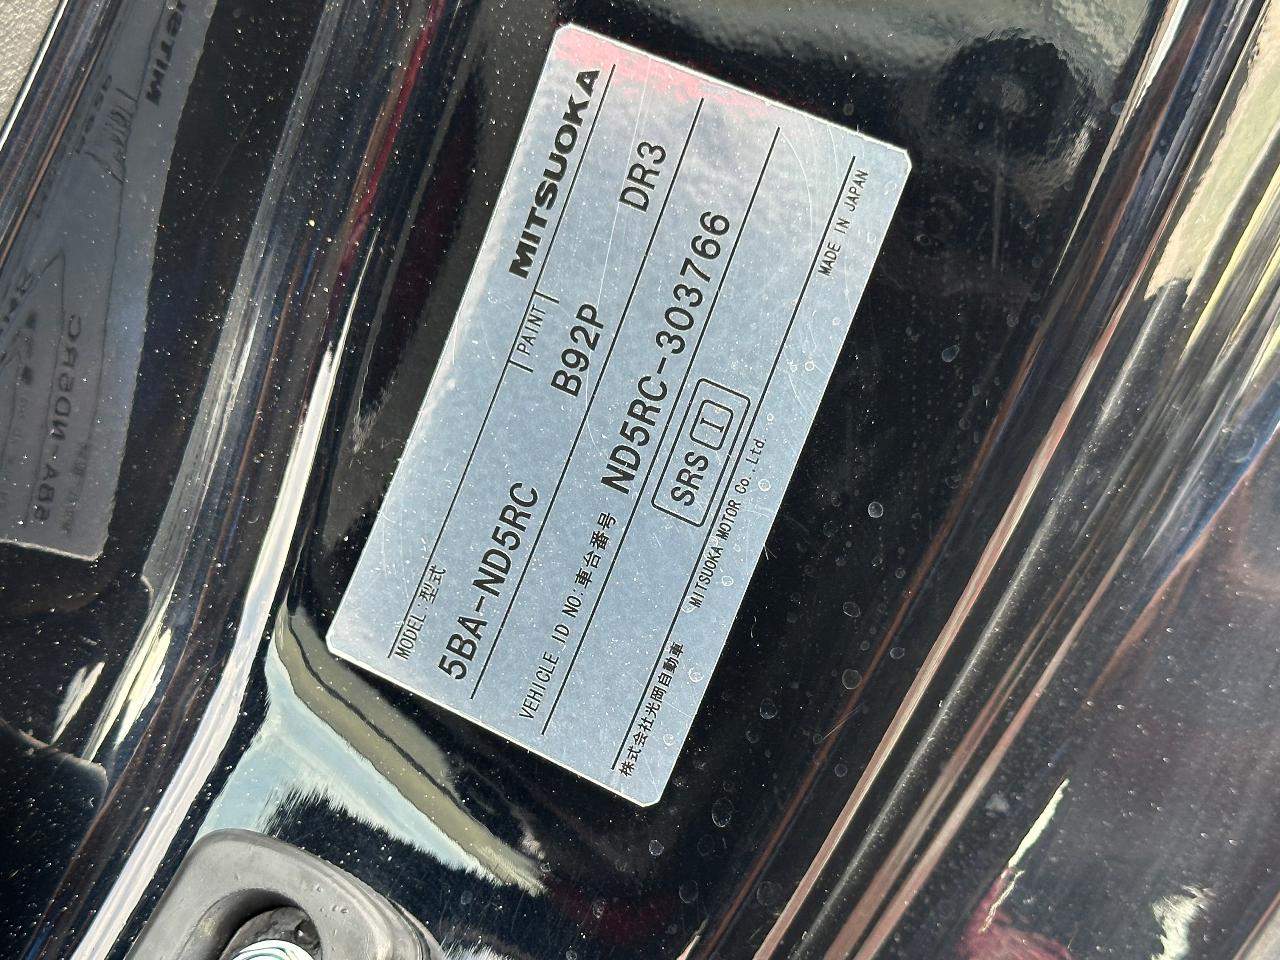 MITSUOKA
MODEL:型式
PAINT
5BA-ND5RC
B92P
DR3
VEHICLE ID NO:車台番号
ND5RC-303766
SRS I
株式会社光岡自動車
MITSUOKA MOTOR Co.,Ltd.
MADE IN JAPAN